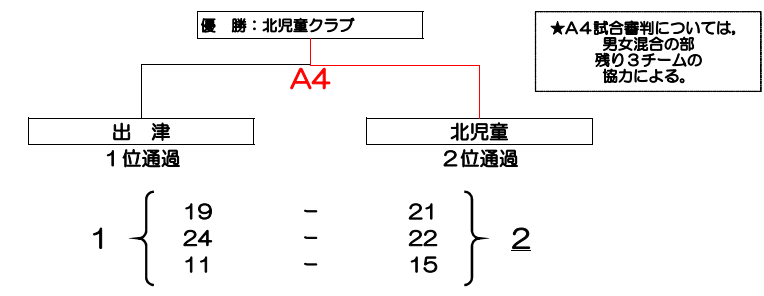 優　勝：北児童クラブ
★A４試合審判については，
男女混合の部
残り３チームの
協力による。
A4
出　津
北児童
１位通過
２位通過
19 − 21
1 24 − 22 2
11 − 15